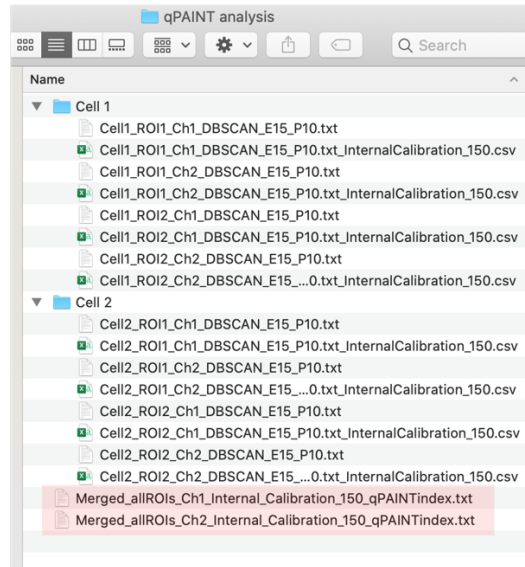 qPAINT analysis
Search
Name
Cell 1
Cell1_ROI1_Ch1_DBSCAN_E15_P10.txt
Cell1_ROI1_Ch1_DBSCAN_E15_P10.txt_InternalCalibration_150.csv
Cell1_ROI1_Ch2_DBSCAN_E15_P10.txt
Cell1_ROI1_Ch2_DBSCAN_E15_P10.txt_InternalCalibration_150.csv
Cell1_ROI2_Ch1_DBSCAN_E15_P10.txt
Cell1_ROI2_Ch1_DBSCAN_E15_P10.txt_InternalCalibration_150.csv
Cell1_ROI2_Ch2_DBSCAN_E15_P10.txt
Cell1_ROI2_Ch2_DBSCAN_E15_...0.txt_InternalCalibration_150.csv
Cell 2
Cell2_ROI1_Ch1_DBSCAN_E15_P10.txt
Cell2_ROI1_Ch1_DBSCAN_E15_P10.txt_InternalCalibration_150.csv
Cell2_ROI1_Ch2_DBSCAN_E15_P10.txt
Cell2_ROI1_Ch2_DBSCAN_E15_...0.txt_InternalCalibration_150.csv
Cell2_ROI2_Ch1_DBSCAN_E15_P10.txt
Cell2_ROI2_Ch1_DBSCAN_E15_P10.txt_InternalCalibration_150.csv
Cell2_ROI2_Ch2_DBSCAN_E15_P10.txt
Cell2_ROI2_Ch2_DBSCAN_E15_...0.txt_InternalCalibration_150.csv
Merged_allROIs_Ch1_Internal_Calibration_150_qPAINTindex.txt
Merged_allROIs_Ch2_Internal_Calibration_150_qPAINTindex.txt